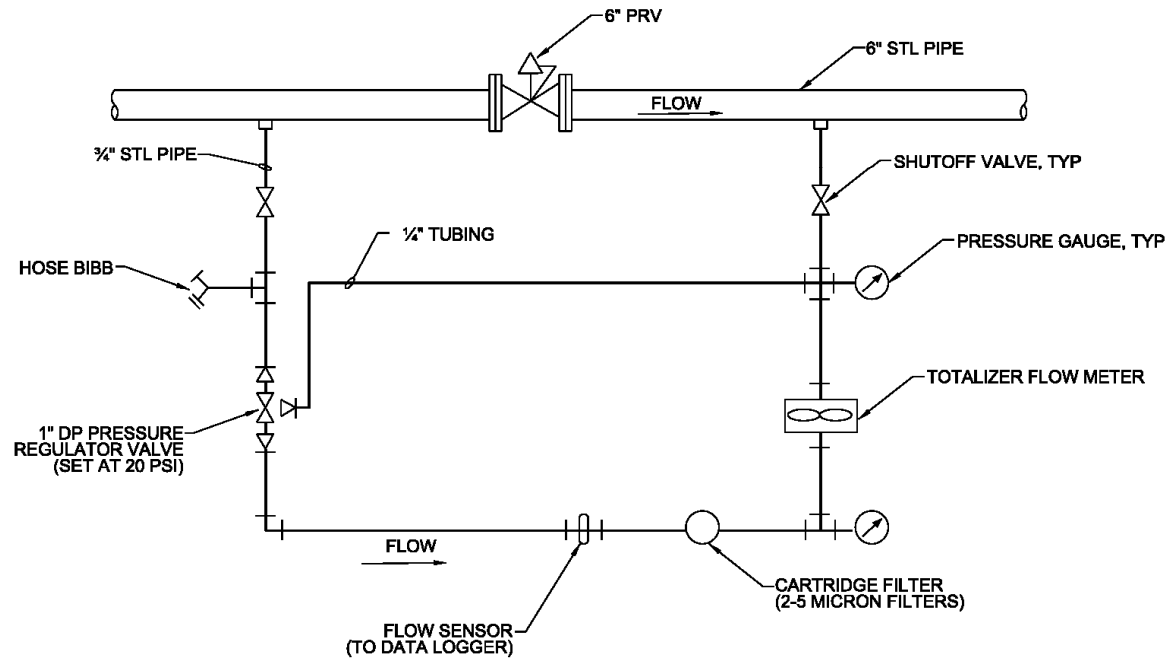 6" PRV
6" STL PIPE
FLOW
¾" STL PIPE
SHUTOFF VALVE, TYP
¼" TUBING
PRESSURE GAUGE, TYP
HOSE BIBB
TOTALIZER FLOW METER
1" DP PRESSURE
REGULATOR VALVE
(SET AT 20 PSI)
FLOW
CARTRIDGE FILTER
(2-5 MICRON FILTERS)
FLOW SENSOR
(TO DATA LOGGER)